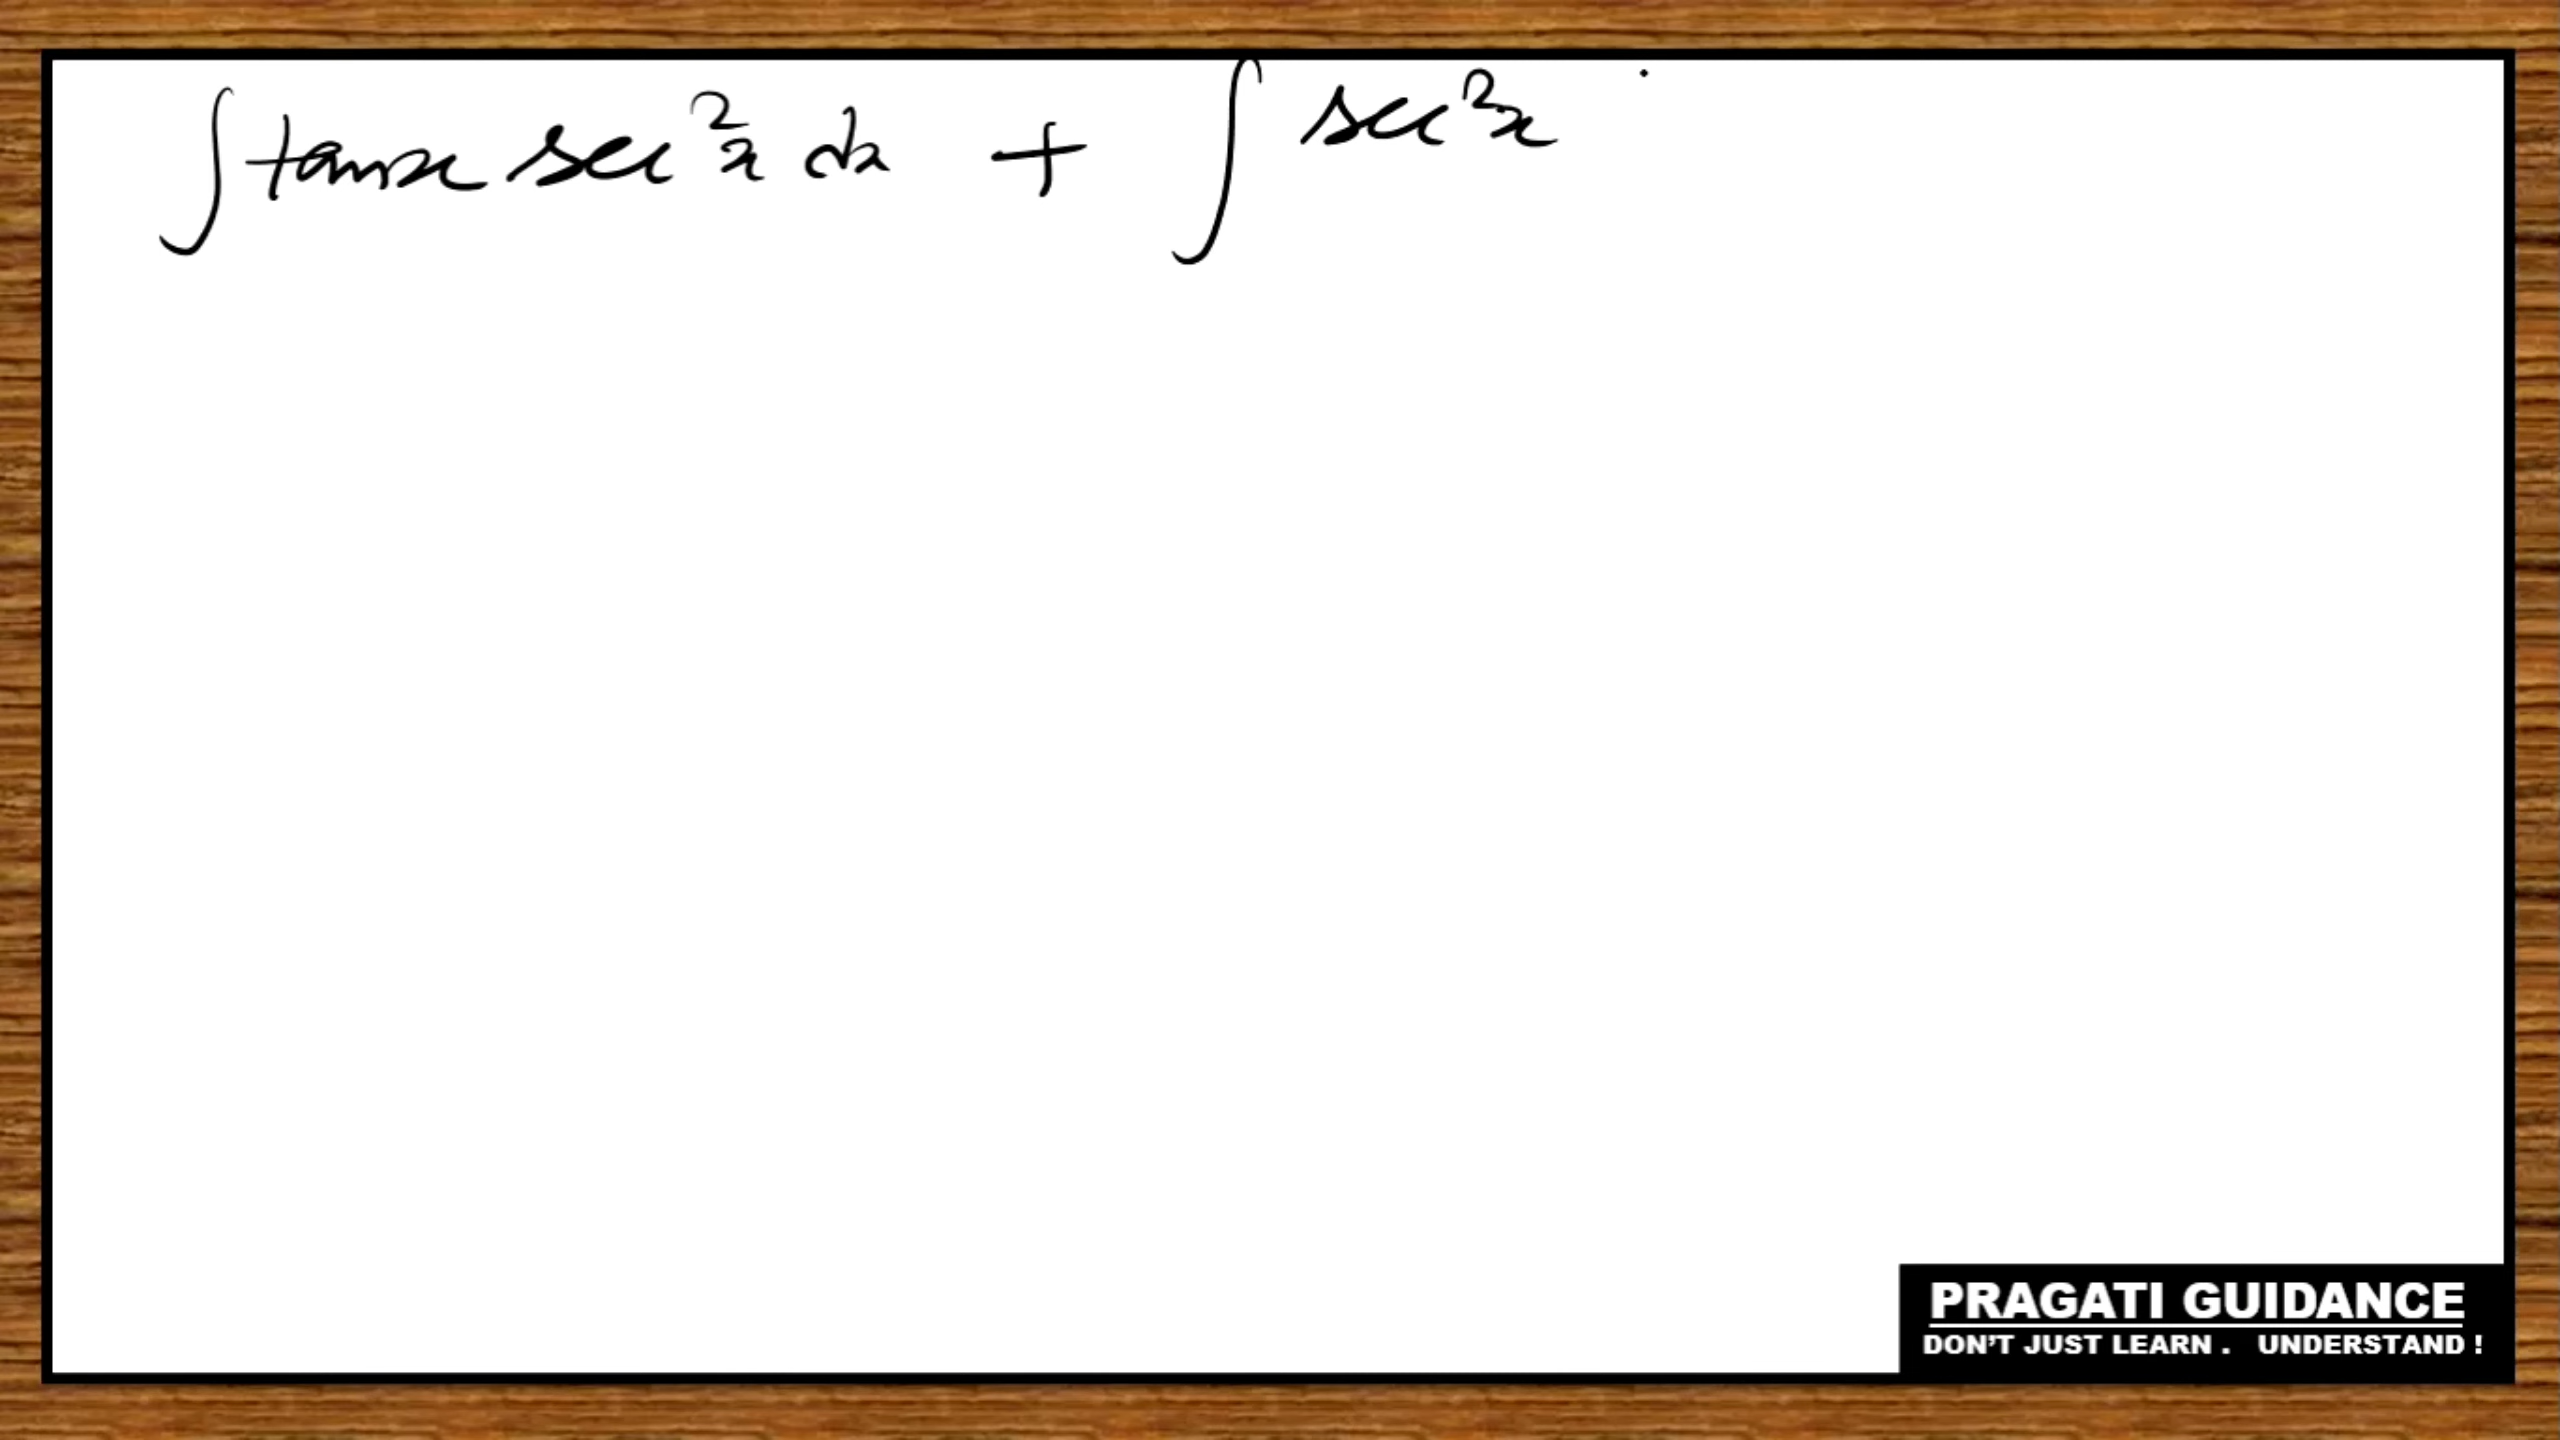 ∫ tanx sec²x dx + ∫ sec²x
PRAGATI GUIDANCE
DON'T JUST LEARN . UNDERSTAND !